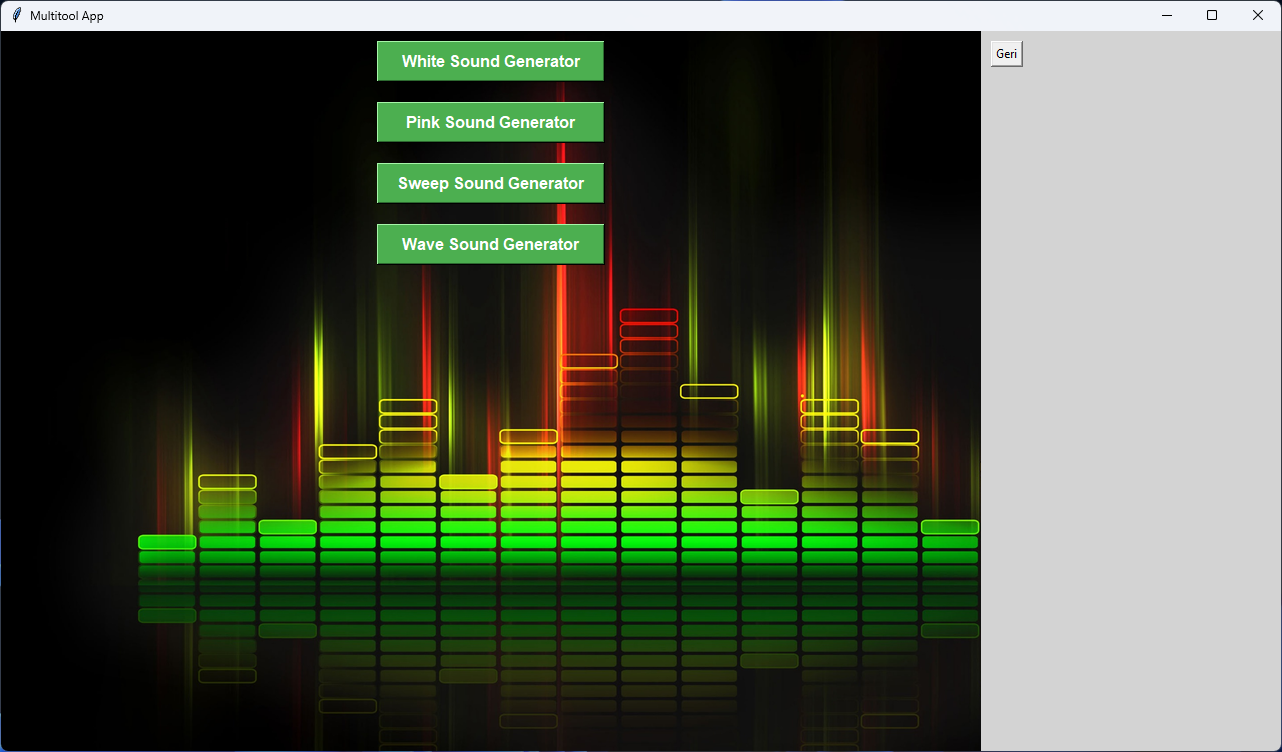 Multitool App
White Sound Generator
Geri
Pink Sound Generator
Sweep Sound Generator
Wave Sound Generator